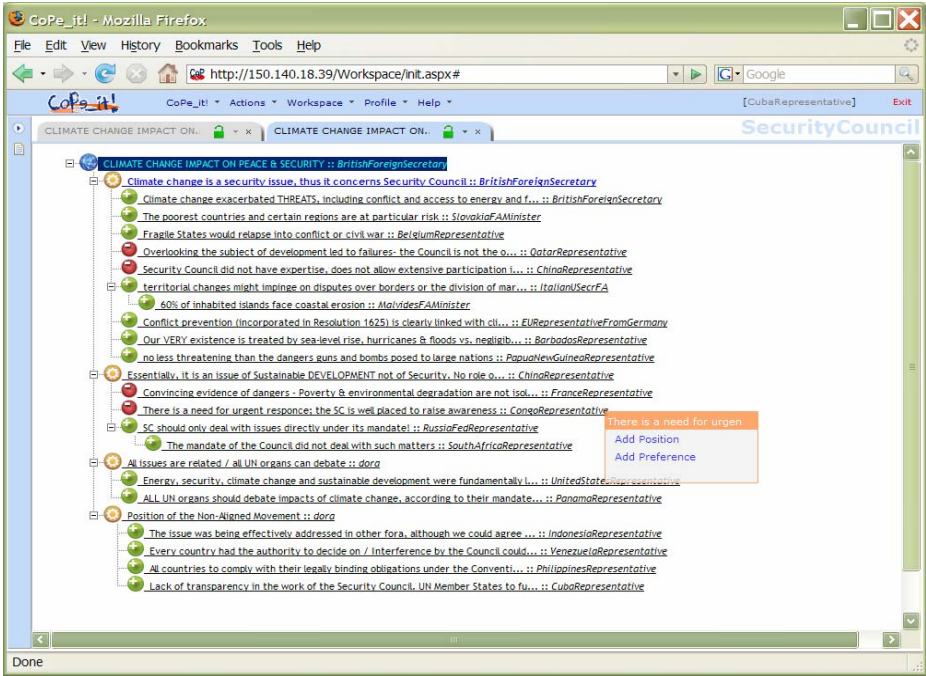 CoPe_it! - Mozilla Firefox
File Edit View History Bookmarks Tools Help
http://150.140.18.39/Workspace/init.aspx# G Google
CoPe_it! CoPe_it! Actions Workspace Profile Help [CubaRepresentative] Exit
CLIMATE CHANGE IMPACT ON.. CLIMATE CHANGE IMPACT ON.. SecurityCouncil
CLIMATE CHANGE IMPACT ON PEACE & SECURITY :: BritishForeignSecretary
Climate change is a security issue, thus it concerns Security Council :: BritishForeignSecretary
Climate change exacerbated THREATS, including conflict and access to energy and f... :: BritishForeignSecretary
The poorest countries and certain regions are at particular risk :: SlovakiaFAMinister
Fragile States would relapse into conflict or civil war :: BelgiumRepresentative
Overlooking the subject of development led to failures- the Council is not the o... :: QatarRepresentative
Security Council did not have expertise, does not allow extensive participation i... :: ChinaRepresentative
territorial changes might impinge on disputes over borders or the division of mar... :: ItalianUSecrFA
60% of inhabited islands face coastal erosion :: MalvidesFAMinister
Conflict prevention (incorporated in Resolution 1625) is clearly linked with cli... :: EURepresentativeFromGermany
Our VERY existence is treated by sea-level rise, hurricanes & floods vs. negligib... :: BarbadosRepresentative
no less threatening than the dangers guns and bombs posed to large nations :: PapuaNewGuineaRepresentative
Essentially, it is an issue of Sustainable DEVELOPMENT not of Security. No role o... :: ChinaRepresentative
Convincing evidence of dangers - Poverty & environmental degradation are not isol... :: FranceRepresentative
There is a need for urgent responce; the SC is well placed to raise awareness :: CongoRepresentative
There is a need for urgen
SC should only deal with issues directly under its mandate! :: RussiaFedRepresentative
Add Position
The mandate of the Council did not deal with such matters :: SouthAfricaRepresentative
Add Preference
All issues are related / all UN organs can debate :: dora
Energy, security, climate change and sustainable development were fundamentally i... :: UnitedStatesRepresentative
ALL UN organs should debate impacts of climate change, according to their mandate... :: PanamaRepresentative
Position of the Non-Aligned Movement :: dora
The issue was being effectively addressed in other fora, although we could agree ... :: IndonesiaRepresentative
Every country had the authority to decide on / Interference by the Council could... :: VenezuelaRepresentative
All countries to comply with their legally binding obligations under the Conventi... :: PhilippinesRepresentative
Lack of transparency in the work of the Security Council. UN Member States to fu... :: CubaRepresentative
Done